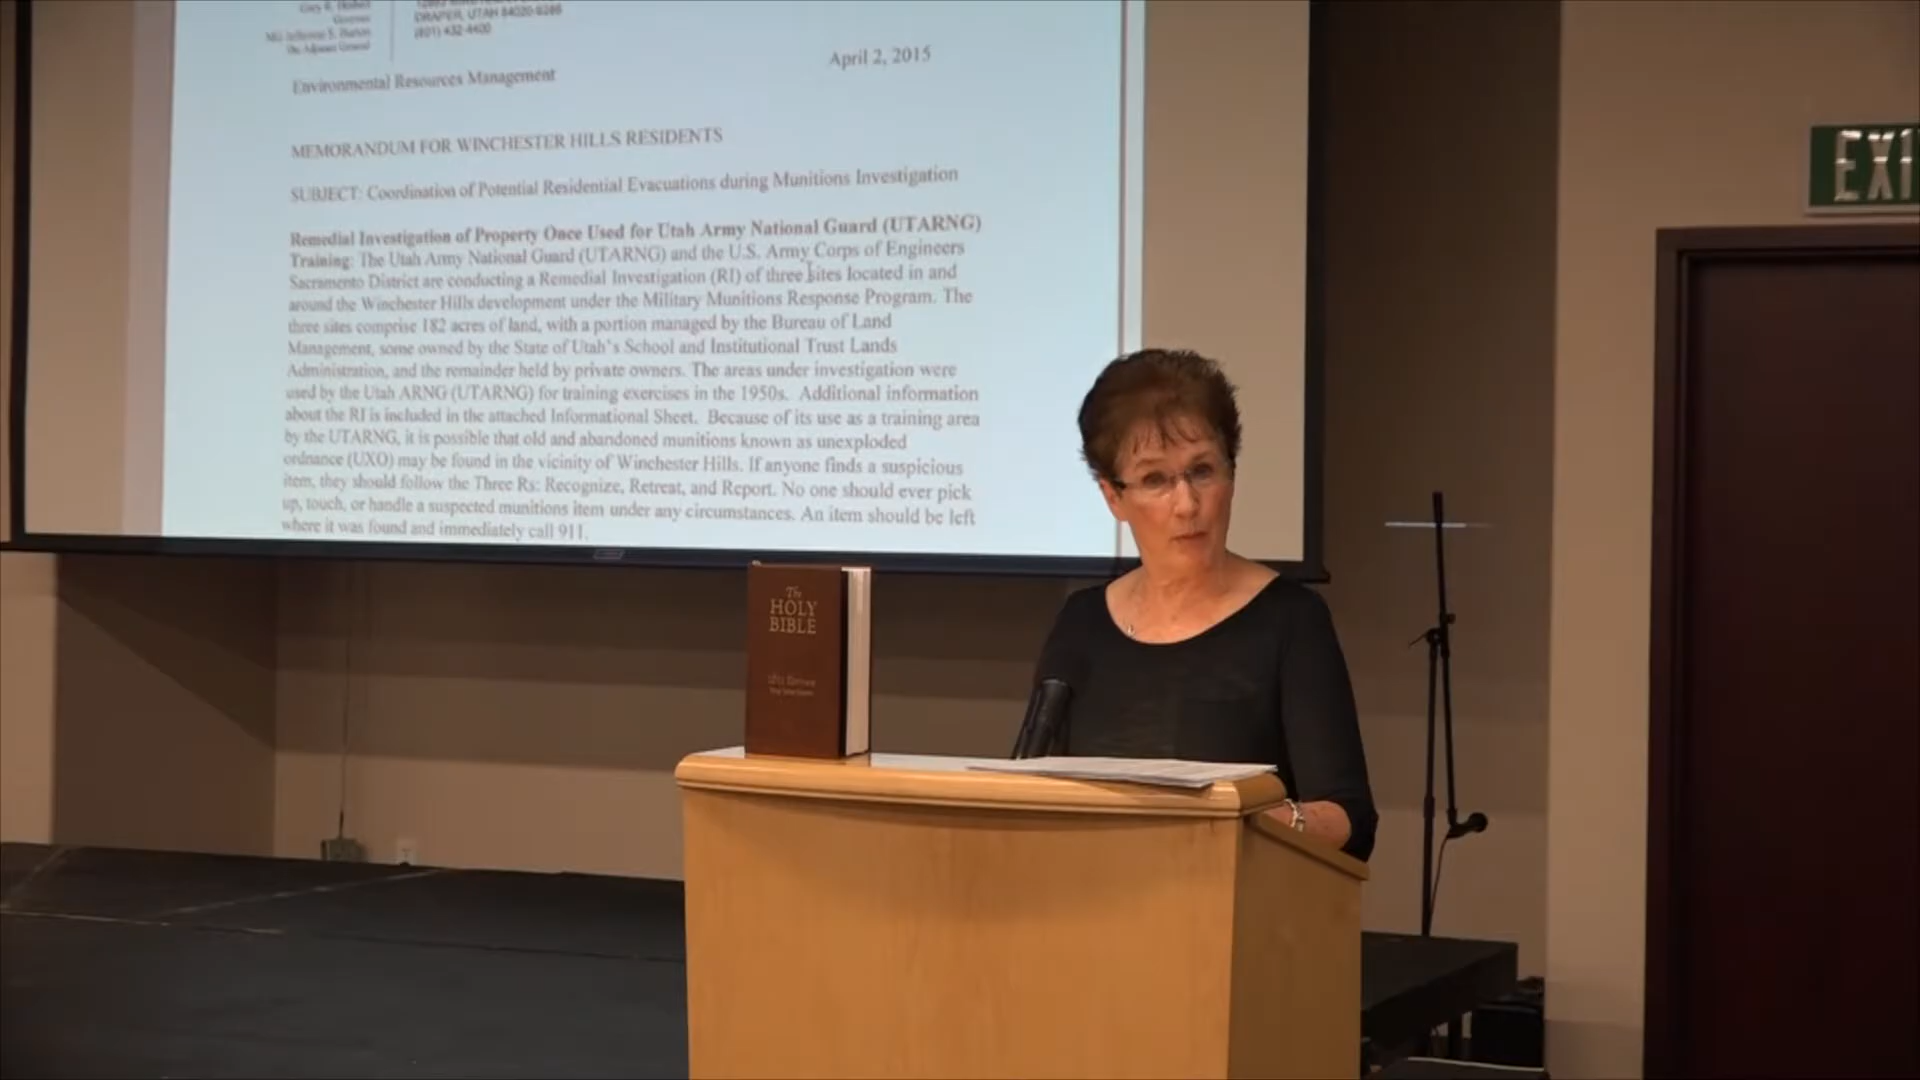 Gary R. Herbert
Governor
MG Jefferson S. Burton
The Adjutant General
DRAPER, UTAH 84020-9286
(801) 432-4400
April 2, 2015
Environmental Resources Management
MEMORANDUM FOR WINCHESTER HILLS RESIDENTS
SUBJECT: Coordination of Potential Residential Evacuations during Munitions Investigation
Remedial Investigation of Property Once Used for Utah Army National Guard (UTARNG)
Training: The Utah Army National Guard (UTARNG) and the U.S. Army Corps of Engineers
Sacramento District are conducting a Remedial Investigation (RI) of three sites located in and
around the Winchester Hills development under the Military Munitions Response Program. The
three sites comprise 182 acres of land, with a portion managed by the Bureau of Land
Management, some owned by the State of Utah's School and Institutional Trust Lands
Administration, and the remainder held by private owners. The areas under investigation were
used by the Utah ARNG (UTARNG) for training exercises in the 1950s. Additional information
about the RI is included in the attached Informational Sheet. Because of its use as a training area
by the UTARNG, it is possible that old and abandoned munitions known as unexploded
ordnance (UXO) may be found in the vicinity of Winchester Hills. If anyone finds a suspicious
item, they should follow the Three Rs: Recognize, Retreat, and Report. No one should ever pick
up, touch, or handle a suspected munitions item under any circumstances. An item should be left
where it was found and immediately call 911.
EXI
The
HOLY
BIBLE